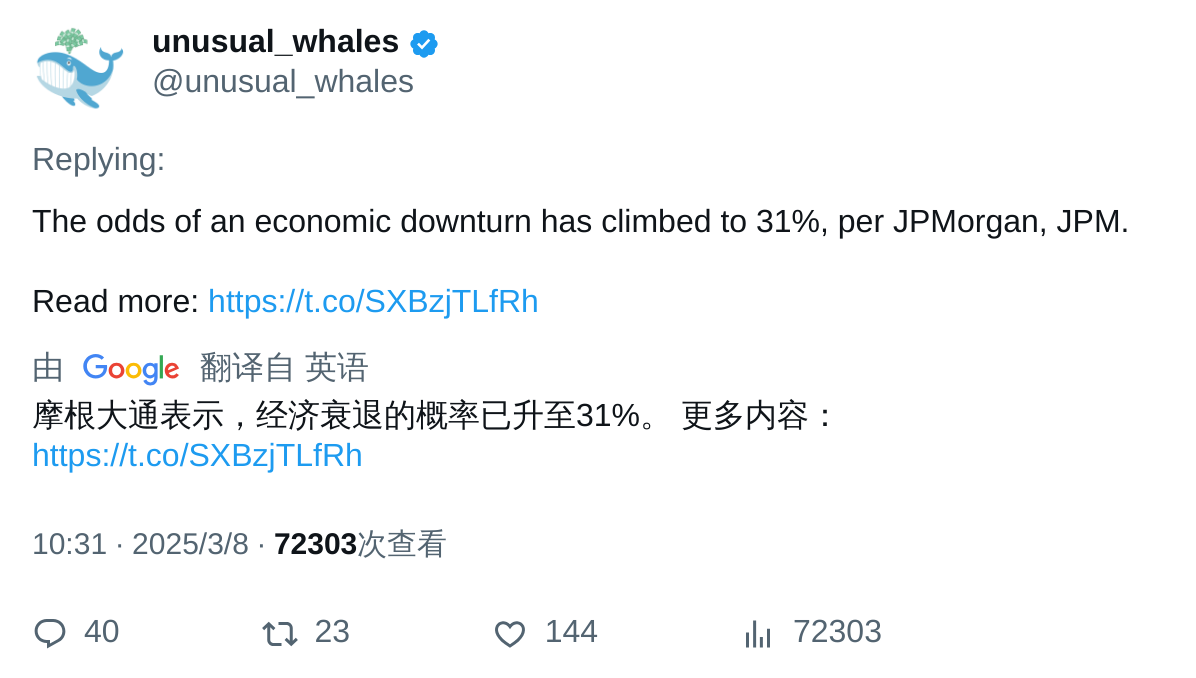 unusual_whales
@unusual_whales
Replying:
The odds of an economic downturn has climbed to 31%, per JPMorgan, JPM.
Read more: https://t.co/SXBzjTLfRh
由 Google 翻译自 英语
摩根大通表示，经济衰退的概率已升至31%。 更多内容：
https://t.co/SXBzjTLfRh
10:31 · 2025/3/8 · 72303次查看
40 23 144 72303